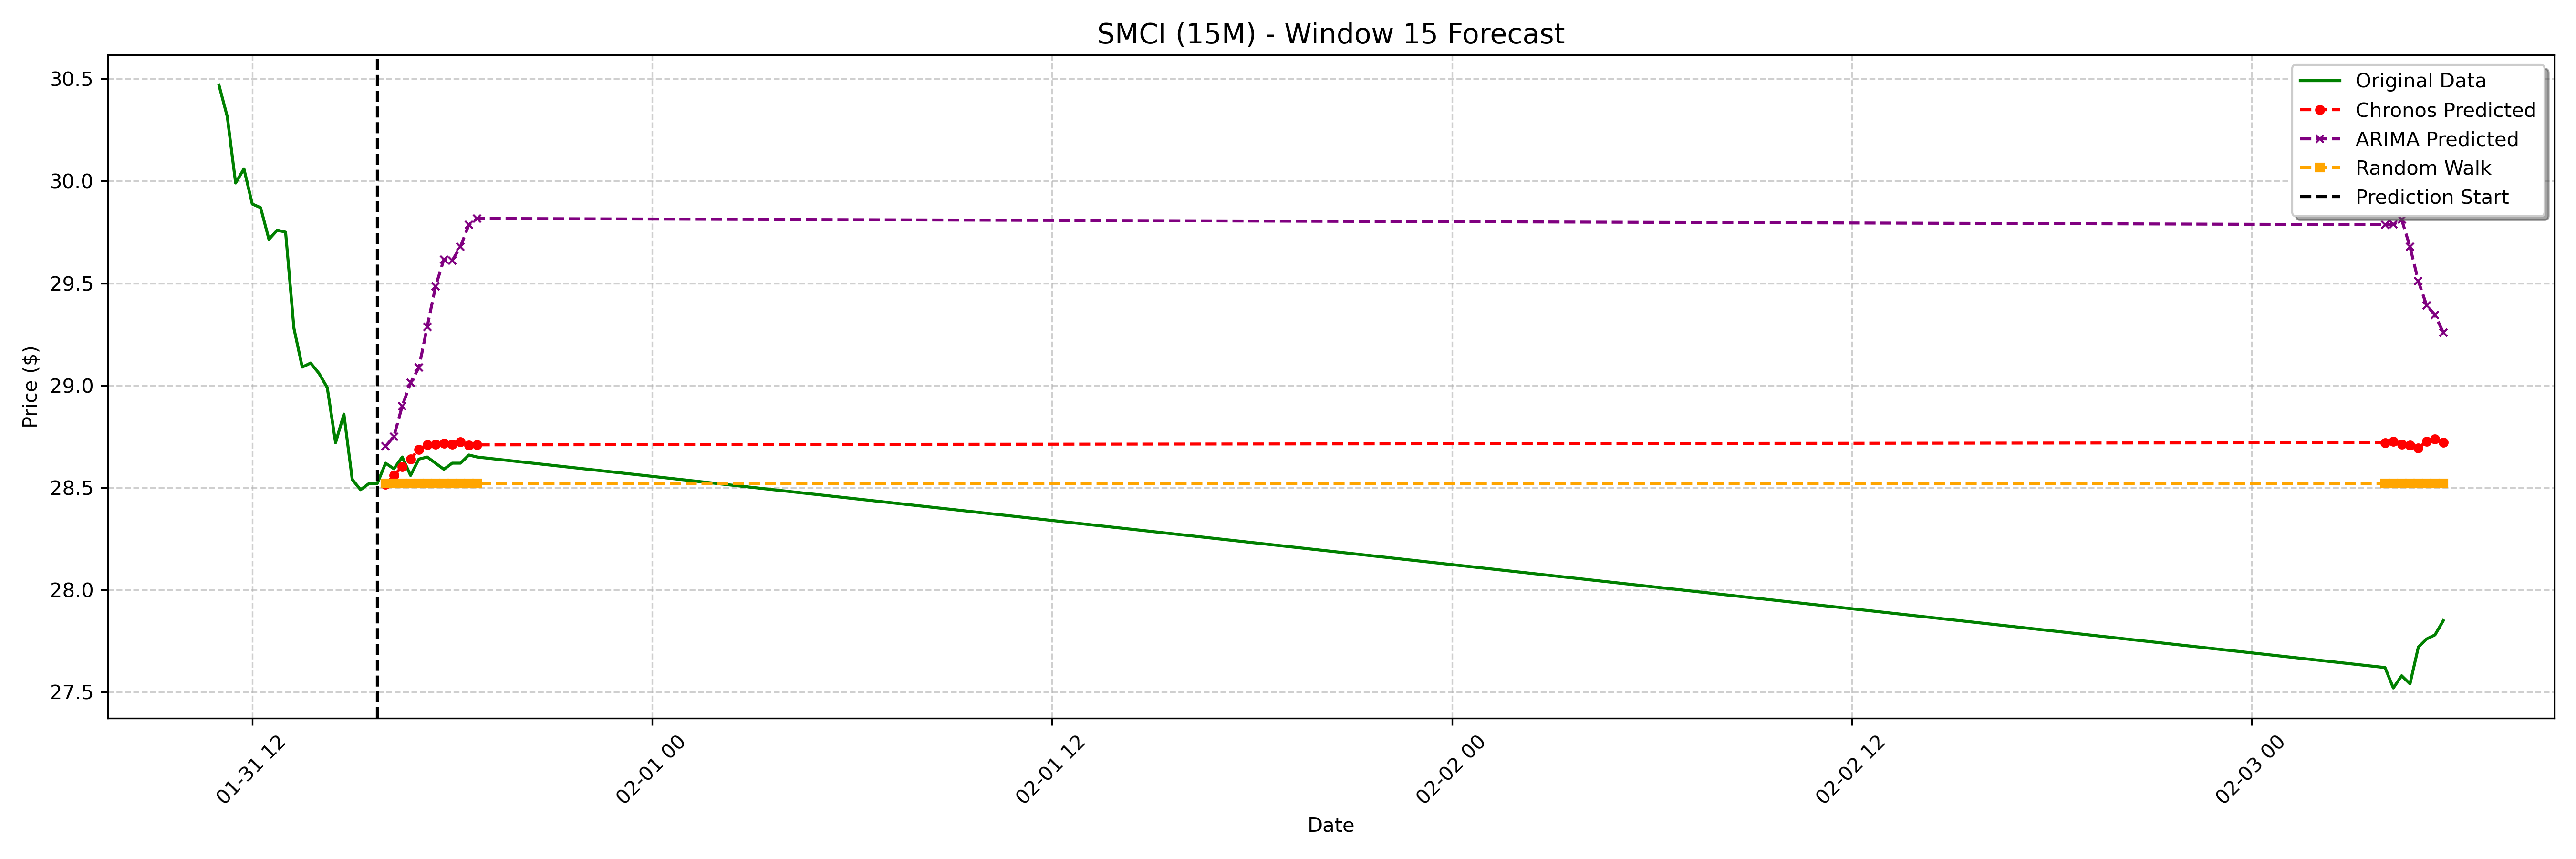 SMCI (15M) - Window 15 Forecast
30.5
30.0
29.5
29.0
28.5
28.0
27.5
Price ($)
Original Data
Chronos Predicted
ARIMA Predicted
Random Walk
Prediction Start
01-31 12
02-01 00
02-01 12
02-02 00
02-02 12
02-03 00
Date